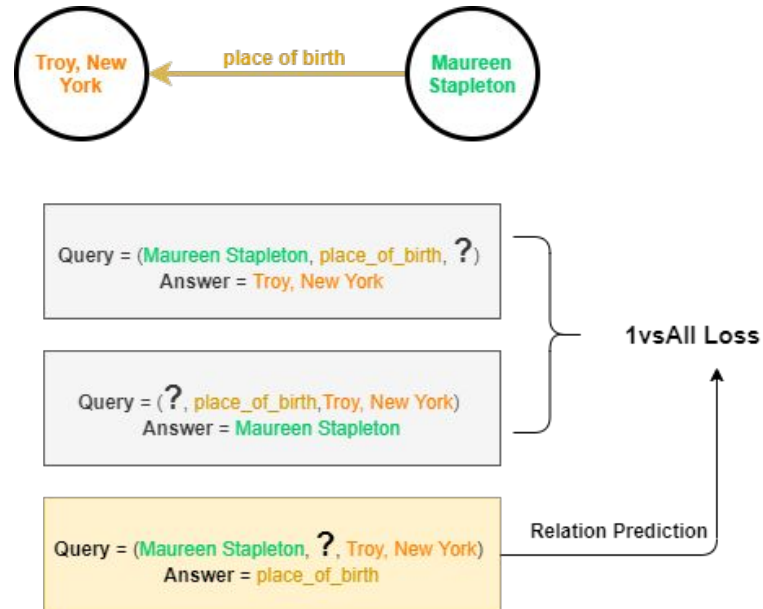 Troy, New
York
place of birth
Maureen
Stapleton
Query = (Maureen Stapleton, place_of_birth, ?)
Answer = Troy, New York
1vsAll Loss
Query = (?, place_of_birth,Troy, New York)
Answer = Maureen Stapleton
Relation Prediction
Query = (Maureen Stapleton, ?, Troy, New York)
Answer = place_of_birth